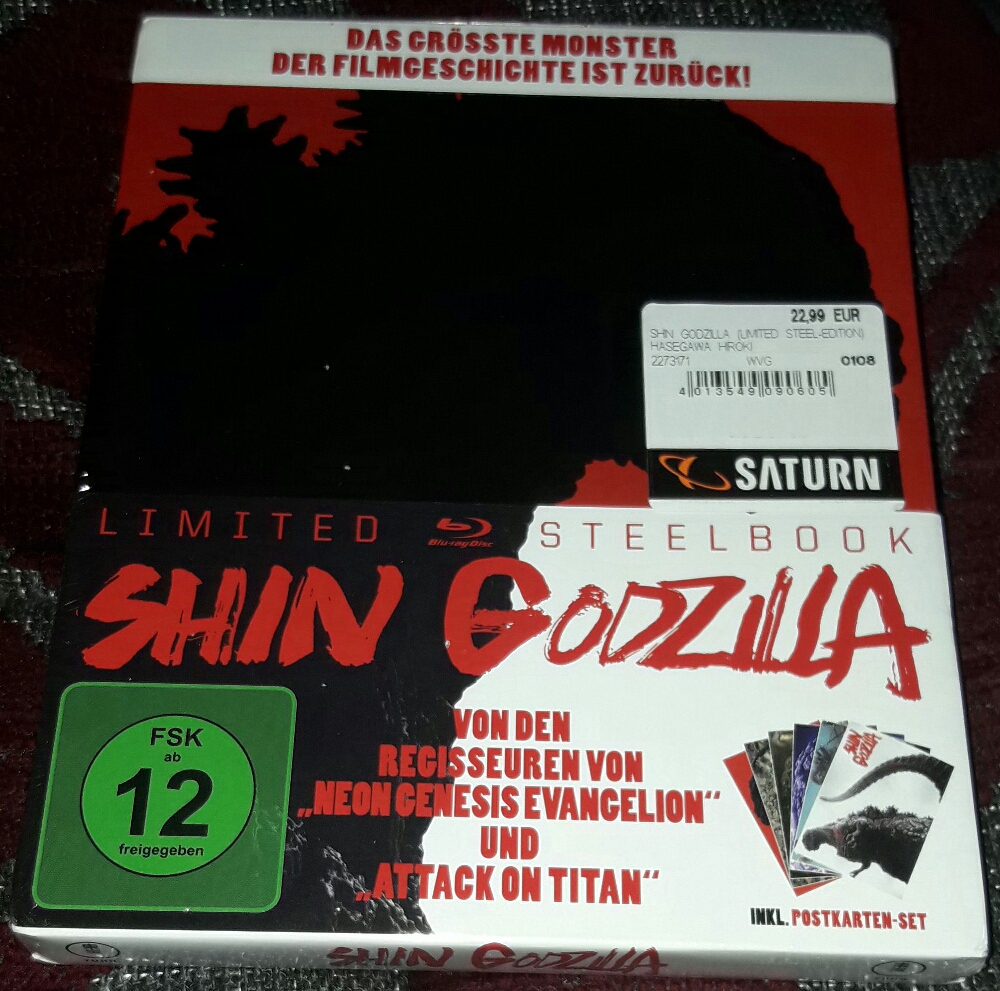 DAS GRÖSSTE MONSTER
DER FILMGESCHICHTE IST ZURÜCK!
22,99 EUR
SHIN GODZILLA (LIMITED STEEL-EDITION)
HASEGAWA HIROKI
2273171 WVG 0108
4 013549 090605
SATURN
LIMITED Blu-ray Disc STEELBOOK
SHIN GODZILLA
FSK
ab
12
freigegeben
VON DEN
REGISSEUREN VON
„NEON GENESIS EVANGELION“
UND
„ATTACK ON TITAN“
SHIN
GODZILLA
INKL. POSTKARTEN-SET
SHIN GODZILLA